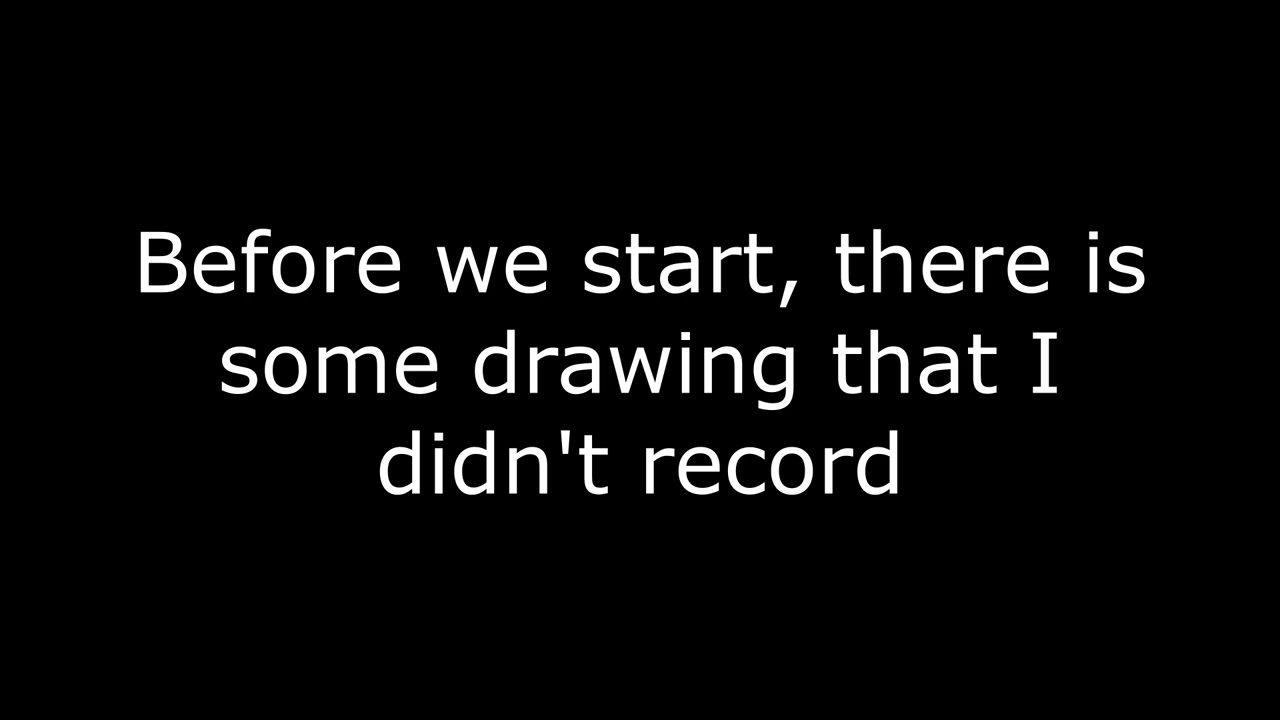 Before we start, there is
some drawing that I
didn't record